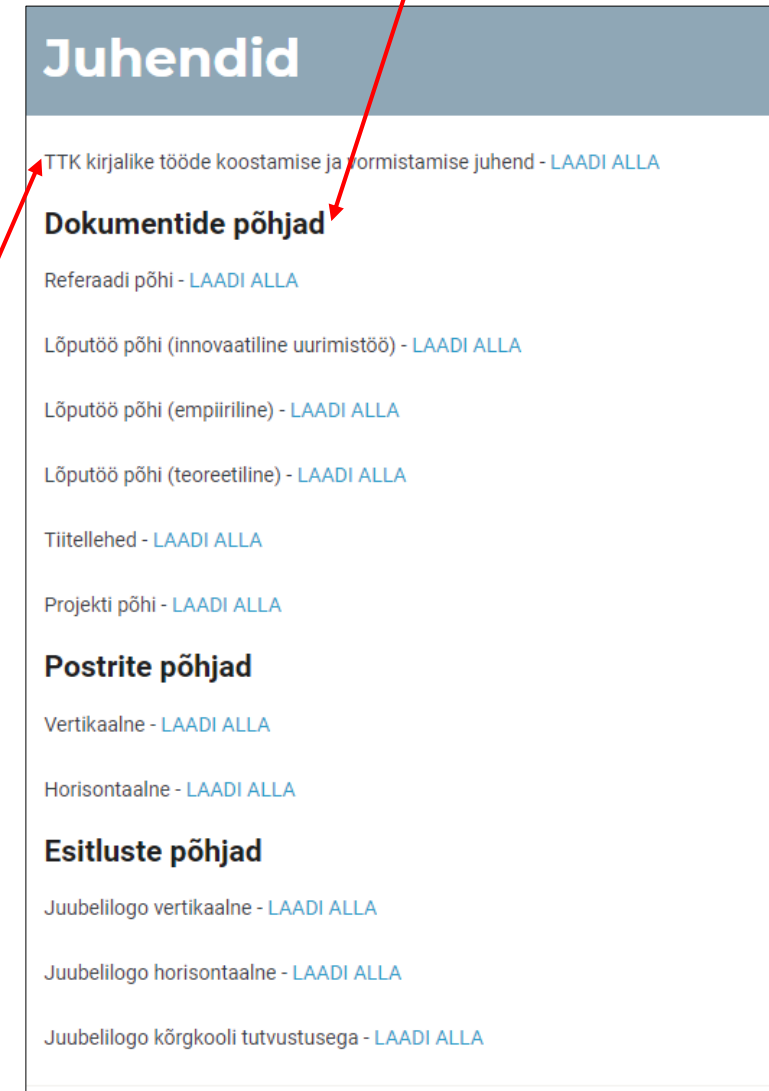 Juhendid
TTK kirjalike tööde koostamise ja vormistamise juhend - LAADI ALLA
Dokumentide põhjad
Referaadi põhi - LAADI ALLA
Lõputöö põhi (innovaatiline uurimistöö) - LAADI ALLA
Lõputöö põhi (empiiriline) - LAADI ALLA
Lõputöö põhi (teoreetiline) - LAADI ALLA
Tiitellehed - LAADI ALLA
Projekti põhi - LAADI ALLA
Postrite põhjad
Vertikaalne - LAADI ALLA
Horisontaalne - LAADI ALLA
Esitluste põhjad
Juubelilogo vertikaalne - LAADI ALLA
Juubelilogo horisontaalne - LAADI ALLA
Juubelilogo kõrgkooli tutvustusega - LAADI ALLA